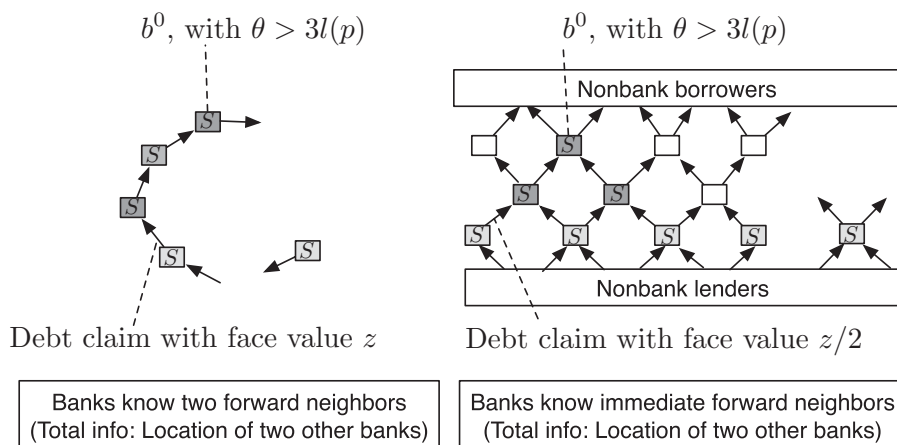 b⁰, with θ > 3l(p)
S
S
S
S
S
Debt claim with face value z
Banks know two forward neighbors
(Total info: Location of two other banks)
b⁰, with θ > 3l(p)
Nonbank borrowers
S
S
S
S
S
S
S
S
Nonbank lenders
Debt claim with face value z/2
Banks know immediate forward neighbors
(Total info: Location of two other banks)